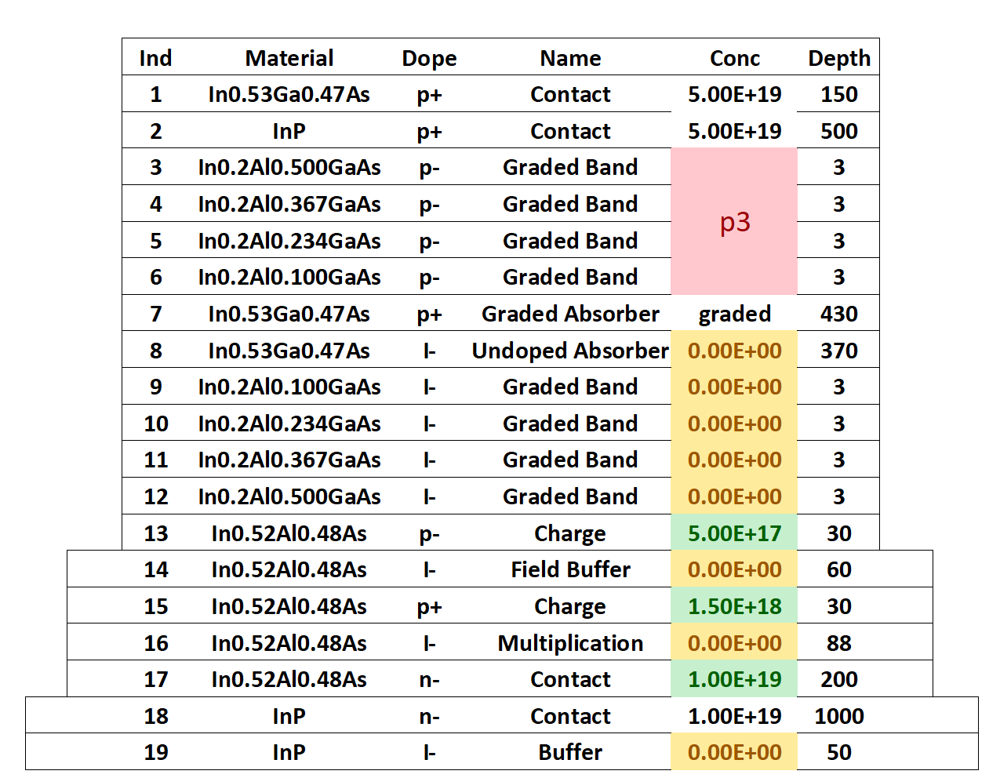 Ind Material Dope Name Conc Depth
1 In0.53Ga0.47As p+ Contact 5.00E+19 150
2 InP p+ Contact 5.00E+19 500
3 In0.2Al0.500GaAs p- Graded Band 3
4 In0.2Al0.367GaAs p- Graded Band 3
p3
5 In0.2Al0.234GaAs p- Graded Band 3
6 In0.2Al0.100GaAs p- Graded Band 3
7 In0.53Ga0.47As p+ Graded Absorber graded 430
8 In0.53Ga0.47As I- Undoped Absorber 0.00E+00 370
9 In0.2Al0.100GaAs I- Graded Band 0.00E+00 3
10 In0.2Al0.234GaAs I- Graded Band 0.00E+00 3
11 In0.2Al0.367GaAs I- Graded Band 0.00E+00 3
12 In0.2Al0.500GaAs I- Graded Band 0.00E+00 3
13 In0.52Al0.48As p- Charge 5.00E+17 30
14 In0.52Al0.48As I- Field Buffer 0.00E+00 60
15 In0.52Al0.48As p+ Charge 1.50E+18 30
16 In0.52Al0.48As I- Multiplication 0.00E+00 88
17 In0.52Al0.48As n- Contact 1.00E+19 200
18 InP n- Contact 1.00E+19 1000
19 InP I- Buffer 0.00E+00 50